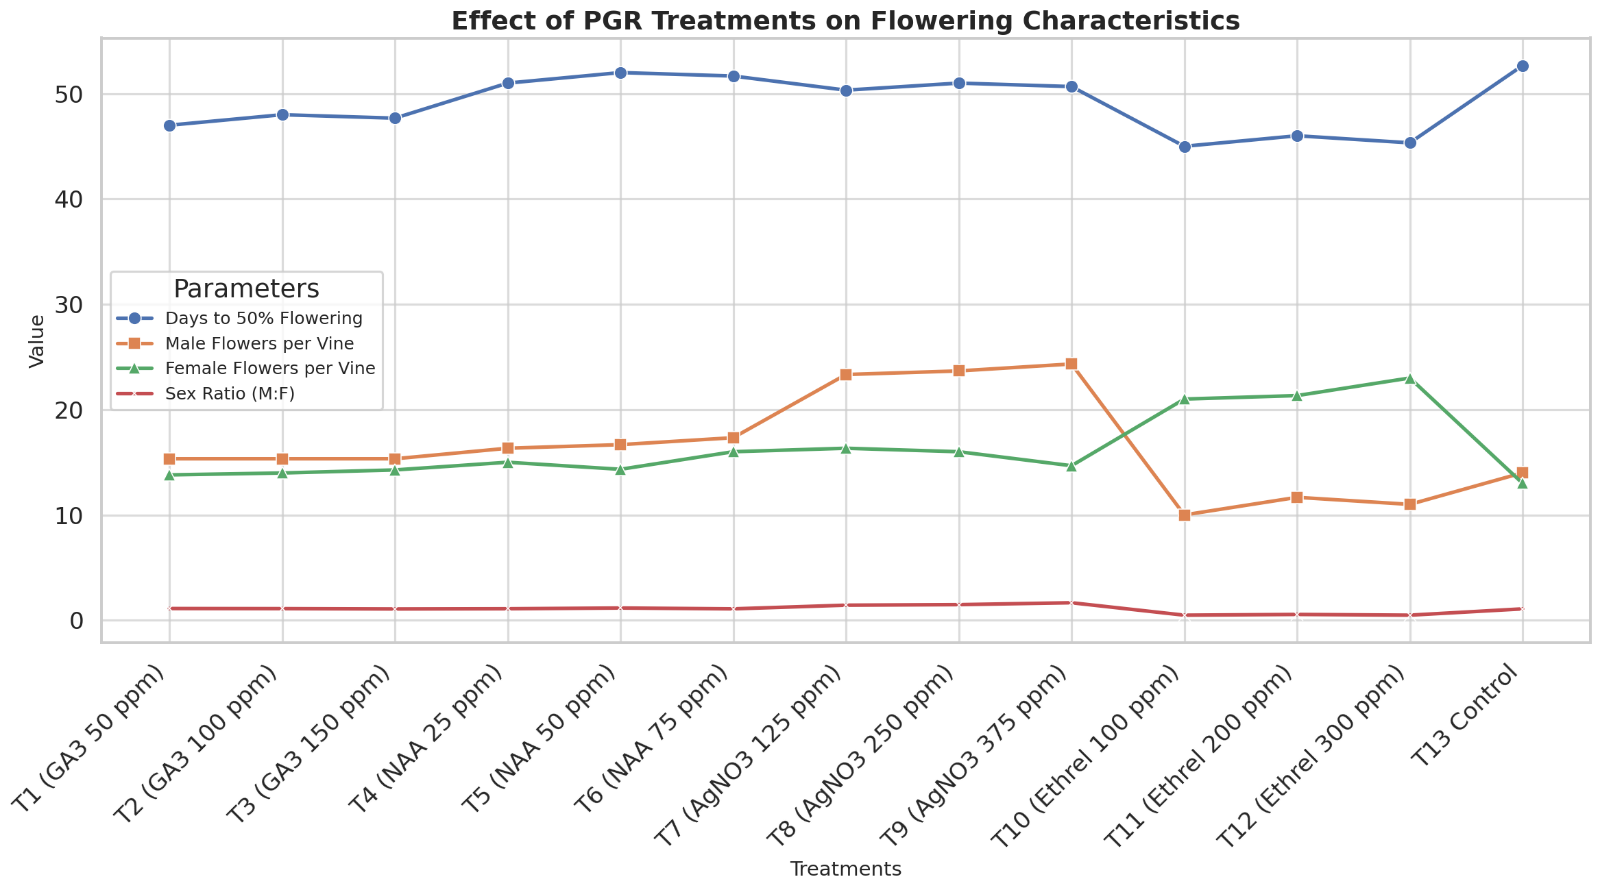 Effect of PGR Treatments on Flowering Characteristics
50
40
30
20
10
0
Value
Parameters
Days to 50% Flowering
Male Flowers per Vine
Female Flowers per Vine
Sex Ratio (M:F)
T1 (GA3 50 ppm)
T2 (GA3 100 ppm)
T3 (GA3 150 ppm)
T4 (NAA 25 ppm)
T5 (NAA 50 ppm)
T6 (NAA 75 ppm)
T7 (AgNO3 125 ppm)
T8 (AgNO3 250 ppm)
T9 (AgNO3 375 ppm)
T10 (Ethrel 100 ppm)
T11 (Ethrel 200 ppm)
T12 (Ethrel 300 ppm)
T13 Control
Treatments